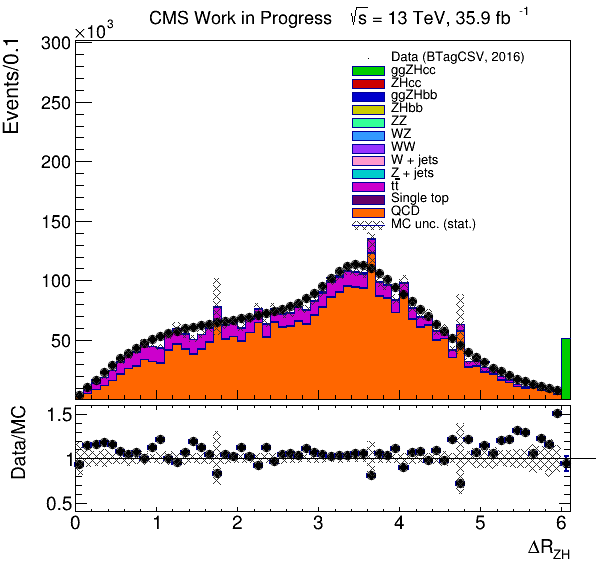 CMS Work in Progress √s = 13 TeV, 35.9 fb⁻¹
×10³
Events/0.1
300
250
200
150
100
50
Data (BTagCSV, 2016)
ggZHcc
ZHcc
ggZHbb
ZHbb
ZZ
WZ
WW
W + jets
Z + jets
tt̄
Single top
QCD
MC unc. (stat.)
Data/MC
1.5
1
0.5
0 1 2 3 4 5 6
ΔR_ZH